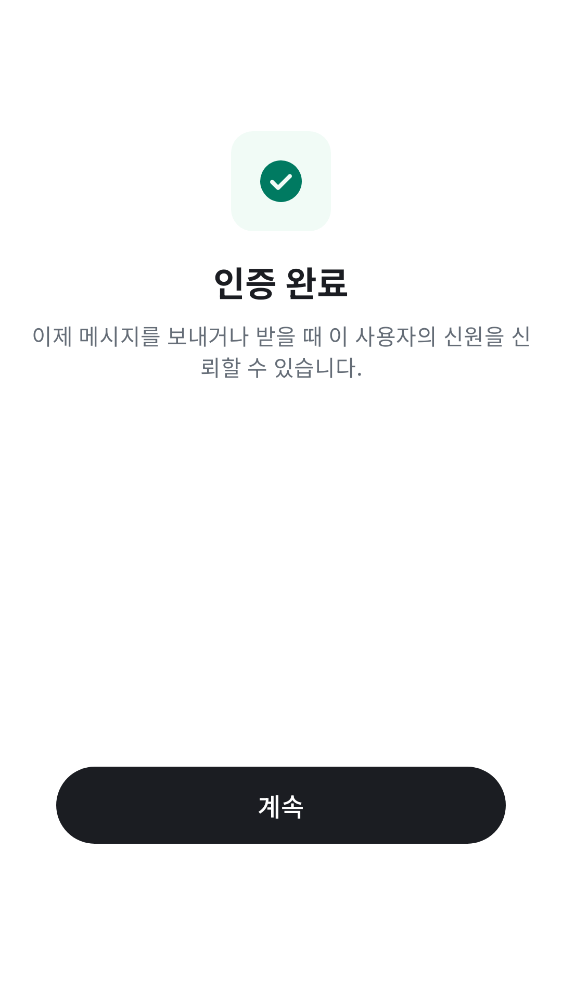 인증 완료
이제 메시지를 보내거나 받을 때 이 사용자의 신원을 신
뢰할 수 있습니다.
계속